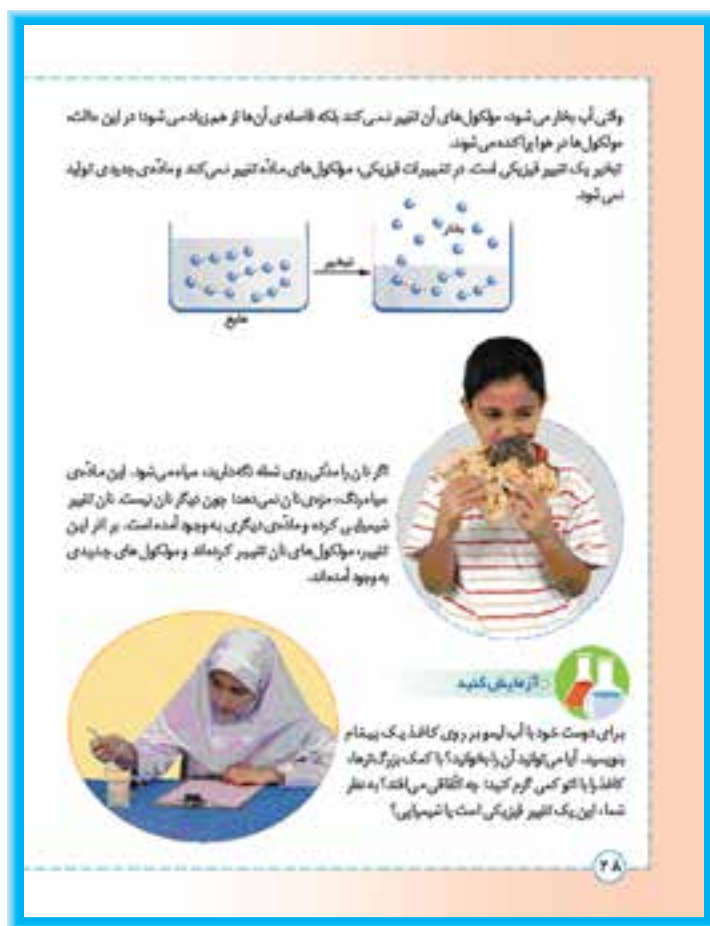 وقتی آب بخار می‌شود، مولکول‌های آن تغییر نمی‌کند بلکه فاصله‌ی آن‌ها از هم زیاد می‌شود؛ در این حالت،
مولکول‌ها در هوا پراکنده می‌شوند.
تبخیر یک تغییر فیزیکی است. در تغییرات فیزیکی، مولکول‌های ماده تغییر نمی‌کند و ماده‌ی جدیدی تولید
نمی‌شود.
بخار
تبخیر
مایع
اگر نان را مدّتی روی شعله نگه دارید، سیاه می‌شود. این ماده‌ی
سیاه رنگ، مزه‌ی نان نمی‌دهد؛ چون دیگر نان نیست. نان تغییر
شیمیایی کرده و ماده‌ی دیگری به وجود آمده است. بر اثر این
تغییر، مولکول‌های نان تغییر کرده‌اند و مولکول‌های جدیدی
به وجود آمده‌اند.
آزمایش کنید
برای دوست خود با آب لیمو بر روی کاغذ یک پیغام
بنویسید. آیا می‌توانید آن را بخوانید؟ با کمک بزرگ‌ترها،
کاغذ را با اتو کمی گرم کنید؛ چه اتّفاقی می‌افتد؟ به نظر
شما، این یک تغییر فیزیکی است یا شیمیایی؟
۲۸